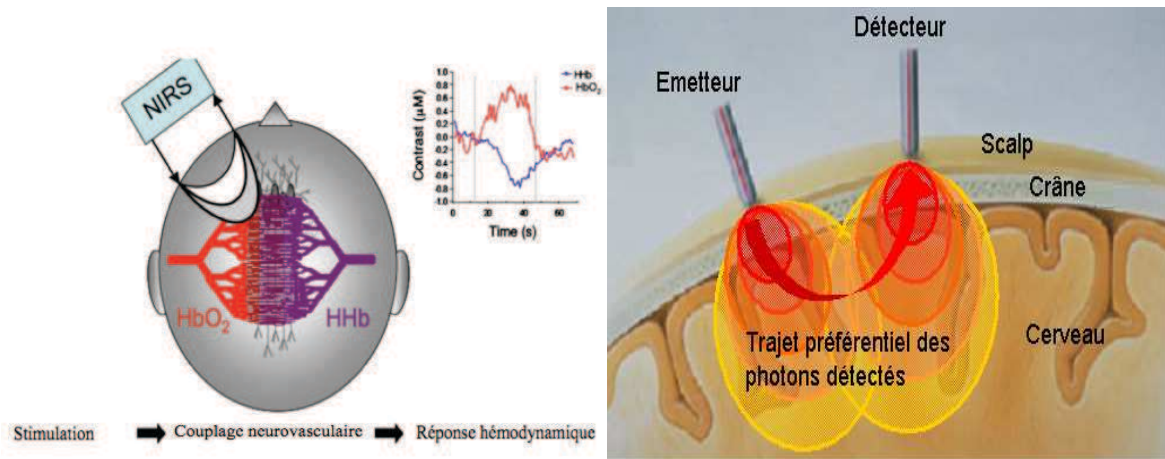 NIRS
HHb
HbO₂
Contrast (µM)
1.0
0.8
0.6
0.4
0.2
0.0
-0.2
-0.4
-0.6
-0.8
-1.0
0
20
40
60
Time (s)
HbO₂
HHb
Stimulation
Couplage neurovasculaire
Réponse hémodynamique
Détecteur
Emetteur
Scalp
Crâne
Cerveau
Trajet préférentiel des
photons détectés